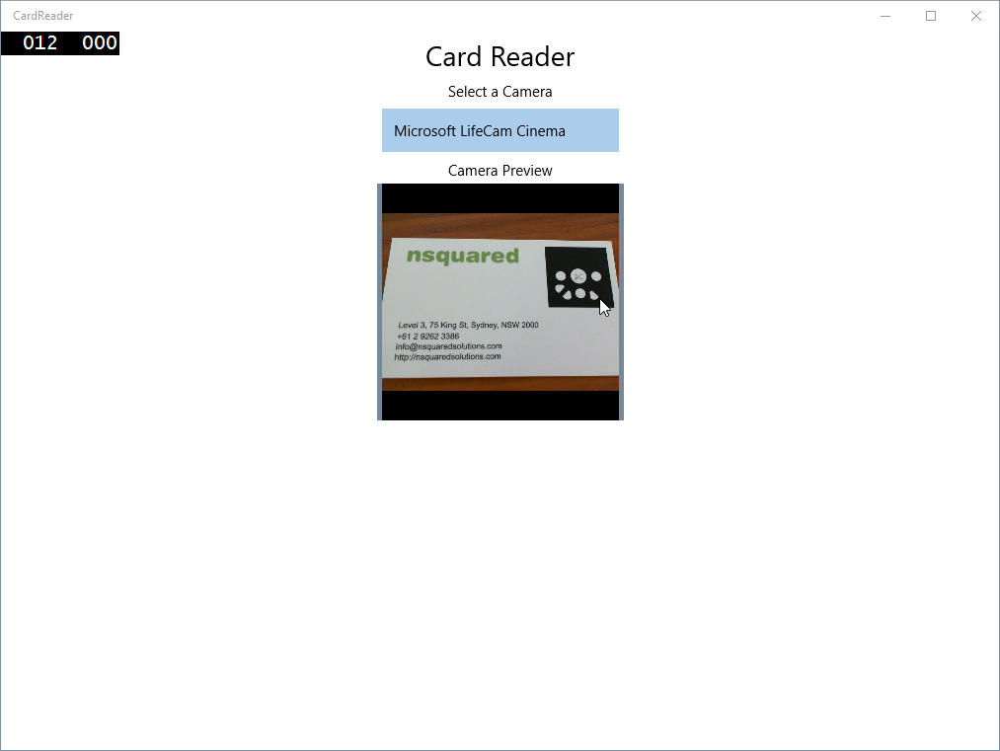 CardReader
012 000
Card Reader
Select a Camera
Microsoft LifeCam Cinema
Camera Preview
nsquared
Level 3, 75 King St, Sydney, NSW 2000
+61 2 9262 3386
info@nsquaredsolutions.com
http://nsquaredsolutions.com